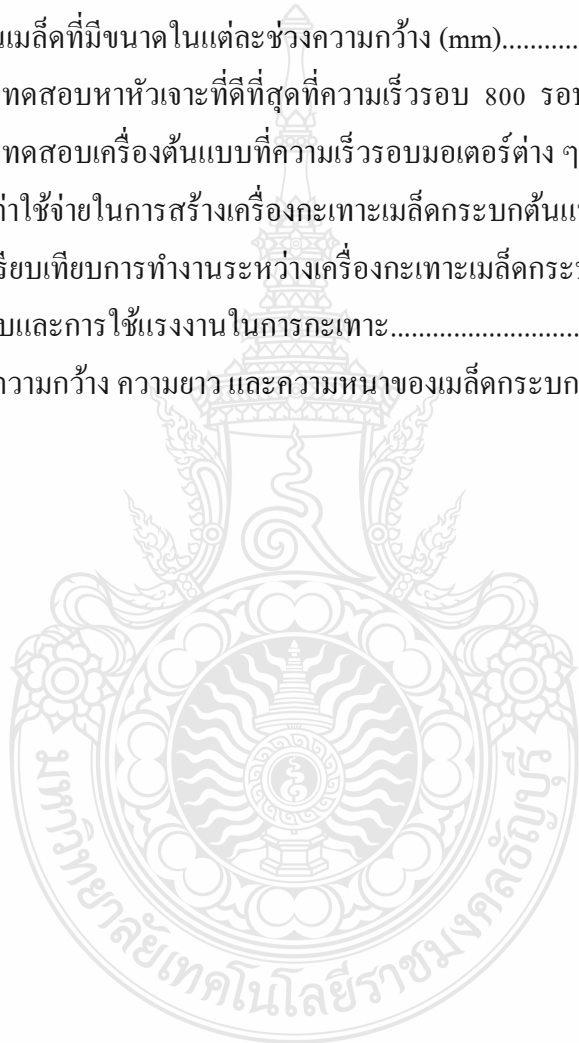 นเมล็ดที่มีขนาดในแต่ละช่วงความกว้าง (mm)............
ทดสอบหาหัวเจาะที่ดีที่สุดที่ความเร็วรอบ 800 รอบ
ทดสอบเครื่องต้นแบบที่ความเร็วรอบมอเตอร์ต่าง ๆ
ค่าใช้จ่ายในการสร้างเครื่องกะเทาะเมล็ดกระบกต้นแ
รียบเทียบการทำงานระหว่างเครื่องกะเทาะเมล็ดกระ
บและการใช้แรงงานในการกะเทาะ..........................
ความกว้าง ความยาว และความหนาของเมล็ดกระบก
มหาวิทยาลัยเทคโนโลยีราชมงคลธัญบุรี